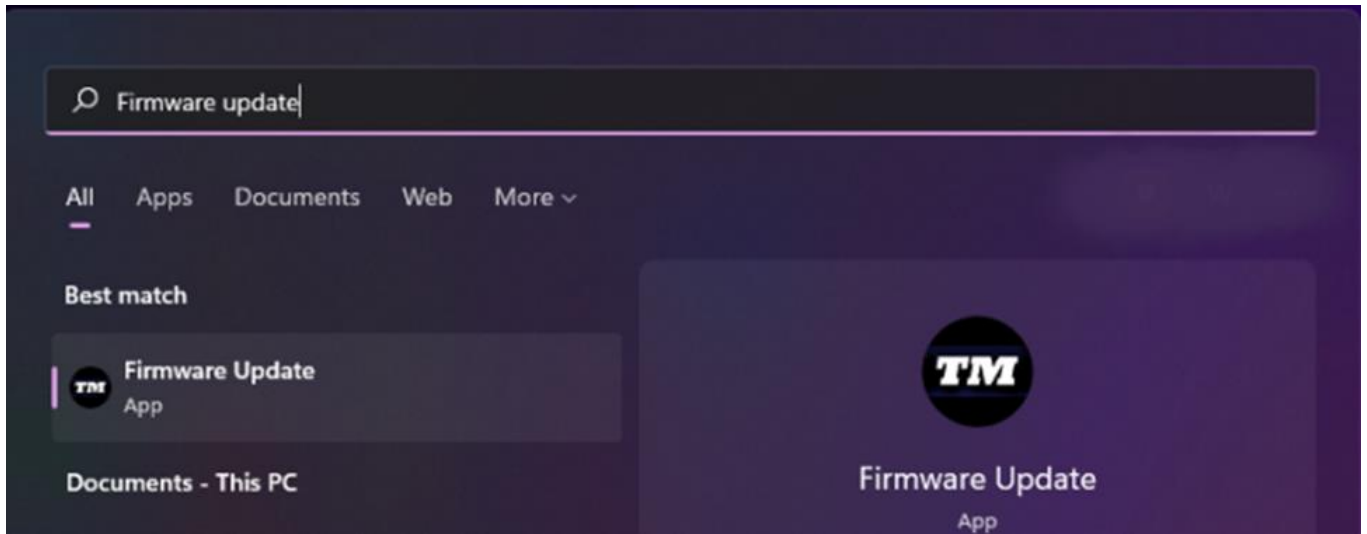 Firmware update
All Apps Documents Web More
Best match
TM
Firmware Update
App
Documents - This PC
TM
Firmware Update
App